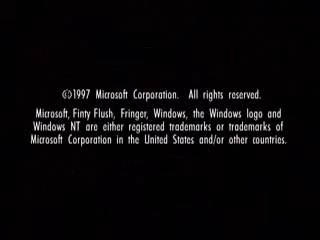 ©1997 Microsoft Corporation. All rights reserved.
Microsoft, Finty Flush, Fringer, Windows, the Windows logo and
Windows NT are either registered trademarks or trademarks of
Microsoft Corporation in the United States and/or other countries.